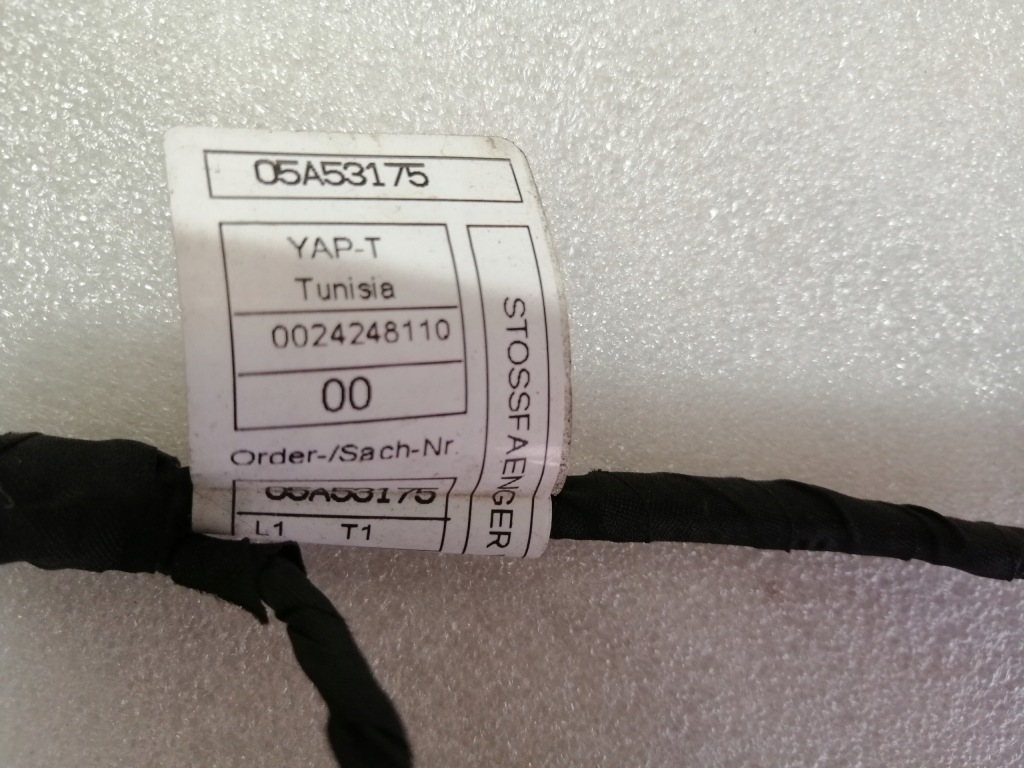 05A53175
YAP-T
Tunisia
0024248110
00
Order-/Sach-Nr.
05A53175
L1 T1
STOSSFAENGER